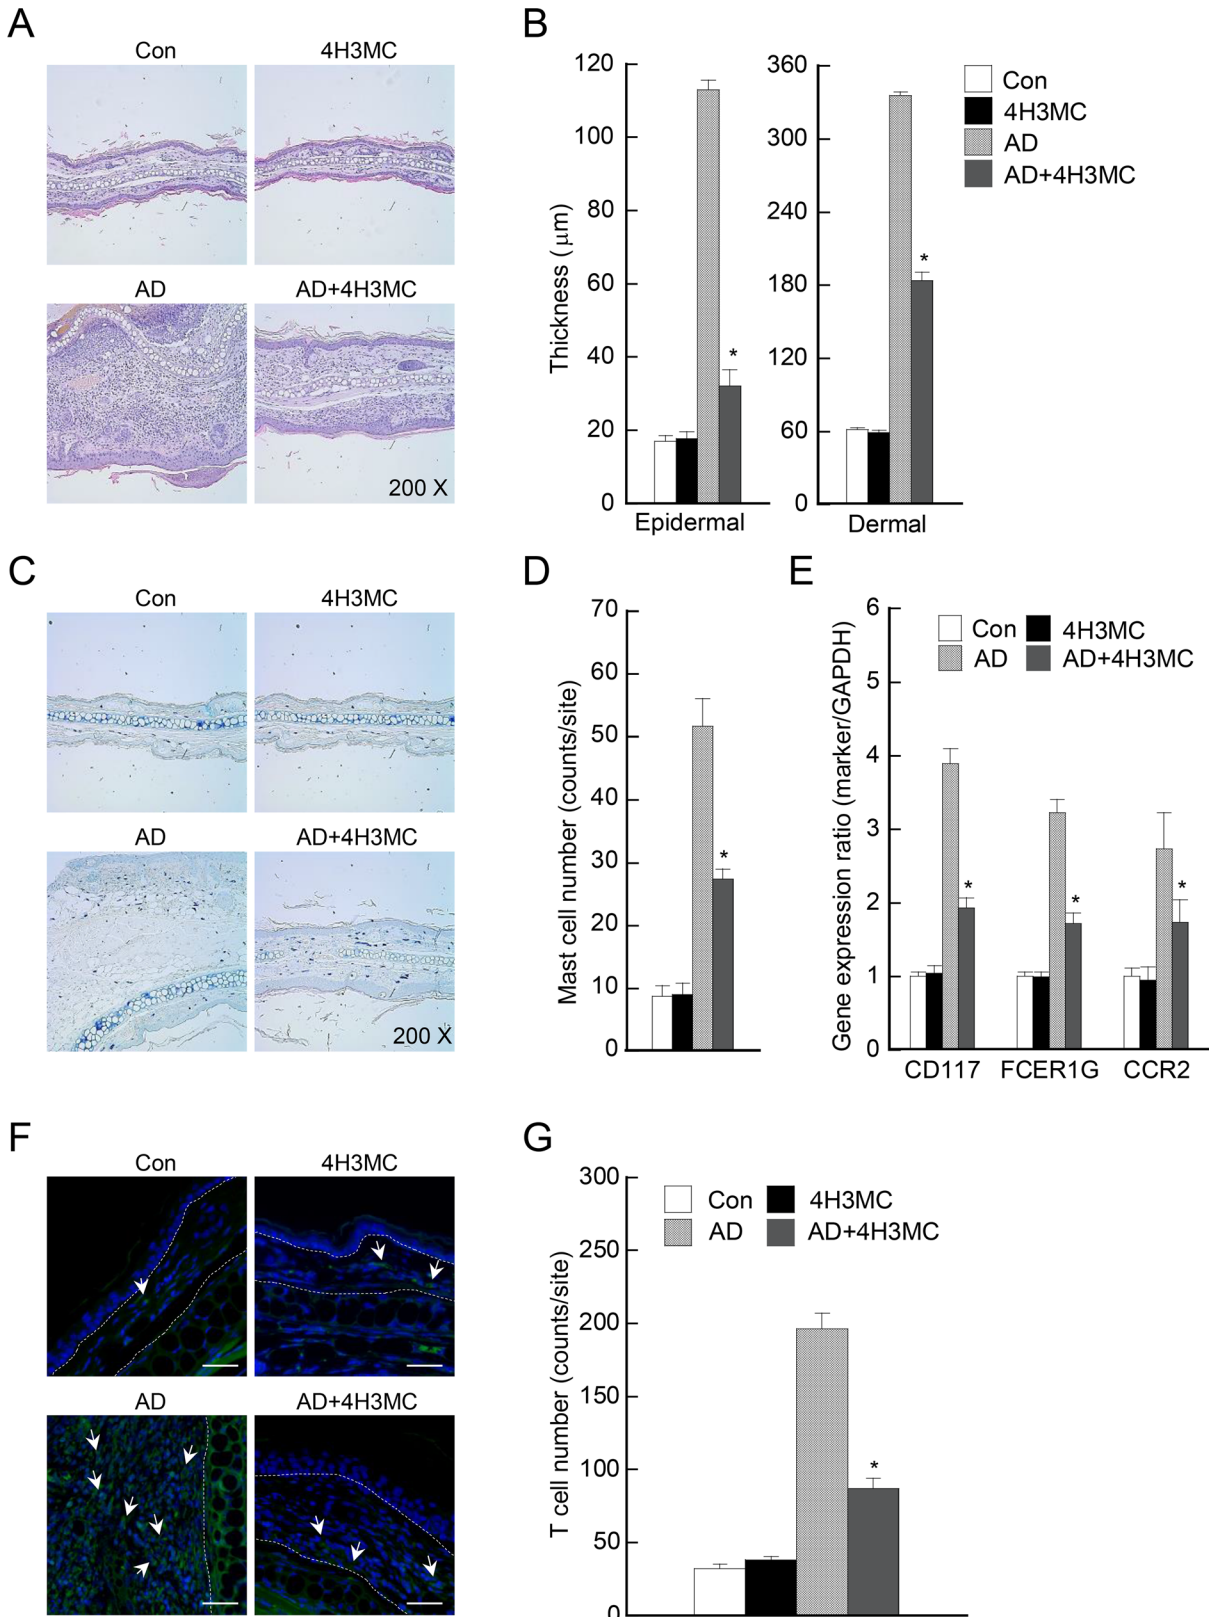 A
Con
4H3MC
AD
AD+4H3MC
200 X
B
Thickness (μm)
120
100
80
60
40
20
0
Epidermal
360
300
240
180
120
60
0
Dermal
*
*
Con
4H3MC
AD
AD+4H3MC
C
Con
4H3MC
AD
AD+4H3MC
200 X
D
Mast cell number (counts/site)
70
60
50
40
30
20
10
0
*
E
Gene expression ratio (marker/GAPDH)
6
5
4
3
2
1
0
Con
4H3MC
AD
AD+4H3MC
*
*
*
CD117
FCER1G
CCR2
F
Con
4H3MC
AD
AD+4H3MC
G
T cell number (counts/site)
300
250
200
150
100
50
0
Con
4H3MC
AD
AD+4H3MC
*